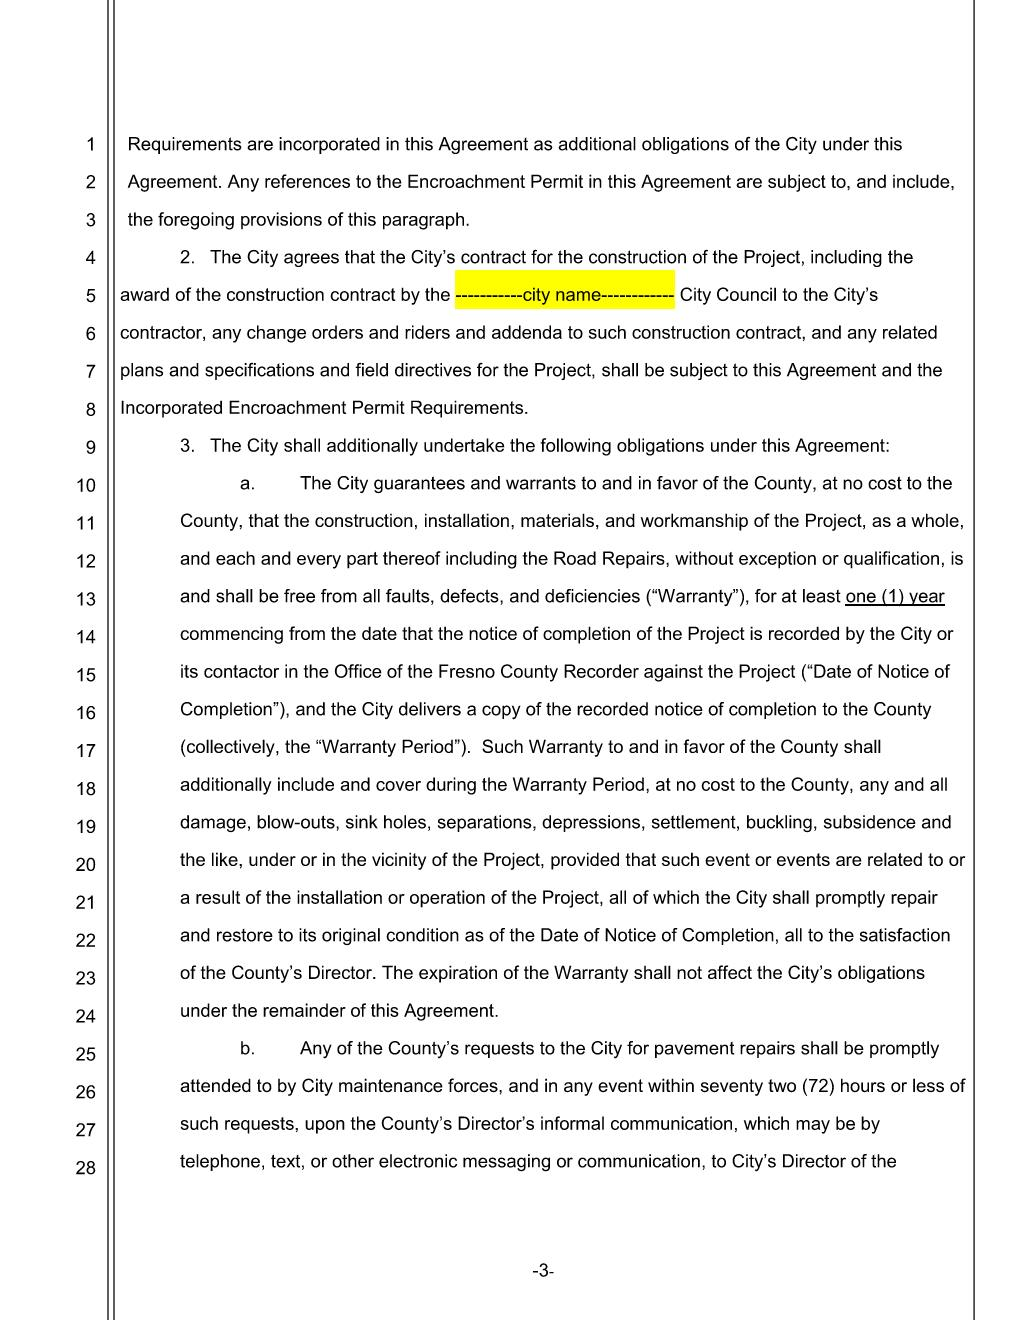 1 Requirements are incorporated in this Agreement as additional obligations of the City under this
2 Agreement. Any references to the Encroachment Permit in this Agreement are subject to, and include,
3 the foregoing provisions of this paragraph.
4 2. The City agrees that the City’s contract for the construction of the Project, including the
5 award of the construction contract by the -----------city name------------ City Council to the City’s
6 contractor, any change orders and riders and addenda to such construction contract, and any related
7 plans and specifications and field directives for the Project, shall be subject to this Agreement and the
8 Incorporated Encroachment Permit Requirements.
9 3. The City shall additionally undertake the following obligations under this Agreement:
10 a. The City guarantees and warrants to and in favor of the County, at no cost to the
11 County, that the construction, installation, materials, and workmanship of the Project, as a whole,
12 and each and every part thereof including the Road Repairs, without exception or qualification, is
13 and shall be free from all faults, defects, and deficiencies (“Warranty”), for at least one (1) year
14 commencing from the date that the notice of completion of the Project is recorded by the City or
15 its contactor in the Office of the Fresno County Recorder against the Project (“Date of Notice of
16 Completion”), and the City delivers a copy of the recorded notice of completion to the County
17 (collectively, the “Warranty Period”). Such Warranty to and in favor of the County shall
18 additionally include and cover during the Warranty Period, at no cost to the County, any and all
19 damage, blow-outs, sink holes, separations, depressions, settlement, buckling, subsidence and
20 the like, under or in the vicinity of the Project, provided that such event or events are related to or
21 a result of the installation or operation of the Project, all of which the City shall promptly repair
22 and restore to its original condition as of the Date of Notice of Completion, all to the satisfaction
23 of the County’s Director. The expiration of the Warranty shall not affect the City’s obligations
24 under the remainder of this Agreement.
25 b. Any of the County’s requests to the City for pavement repairs shall be promptly
26 attended to by City maintenance forces, and in any event within seventy two (72) hours or less of
27 such requests, upon the County’s Director’s informal communication, which may be by
28 telephone, text, or other electronic messaging or communication, to City’s Director of the
-3-